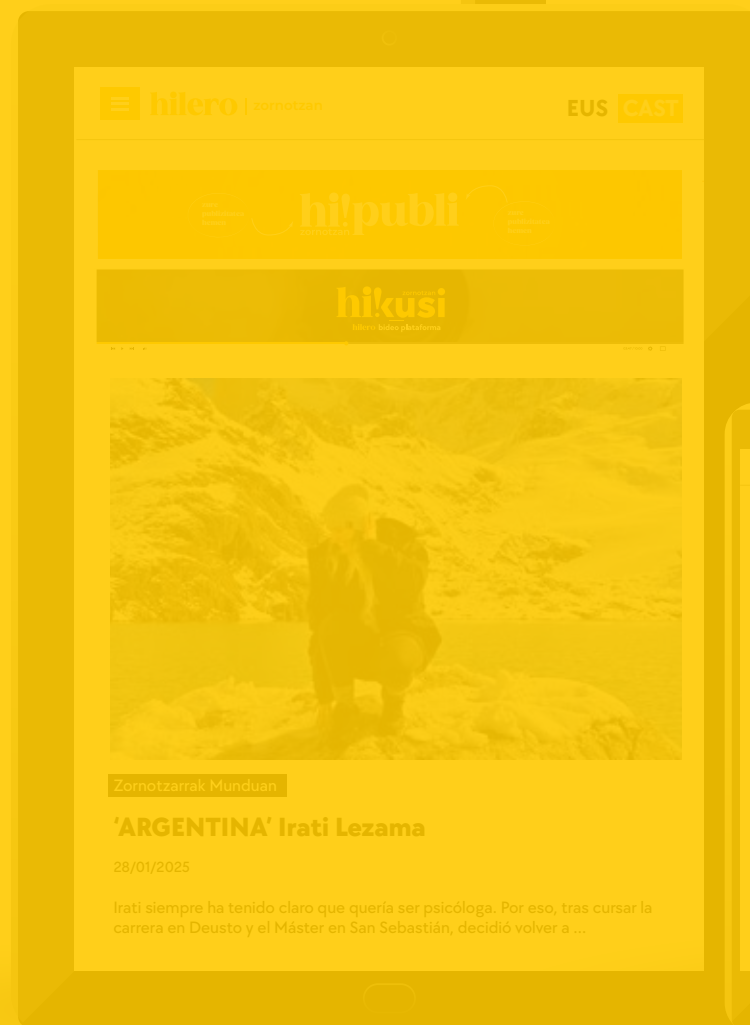 hilero | zornotzan
EUS CAST
hi!publi
zornotzan
hikusi
hilero bideo plataforma
Zornotzarrak Munduan
‘ARGENTINA’ Irati Lezama
28/01/2025
Irati siempre ha tenido claro que quería ser psicóloga. Por eso, tras cursar la
carrera en Deusto y el Máster en San Sebastián, decidió volver a ...